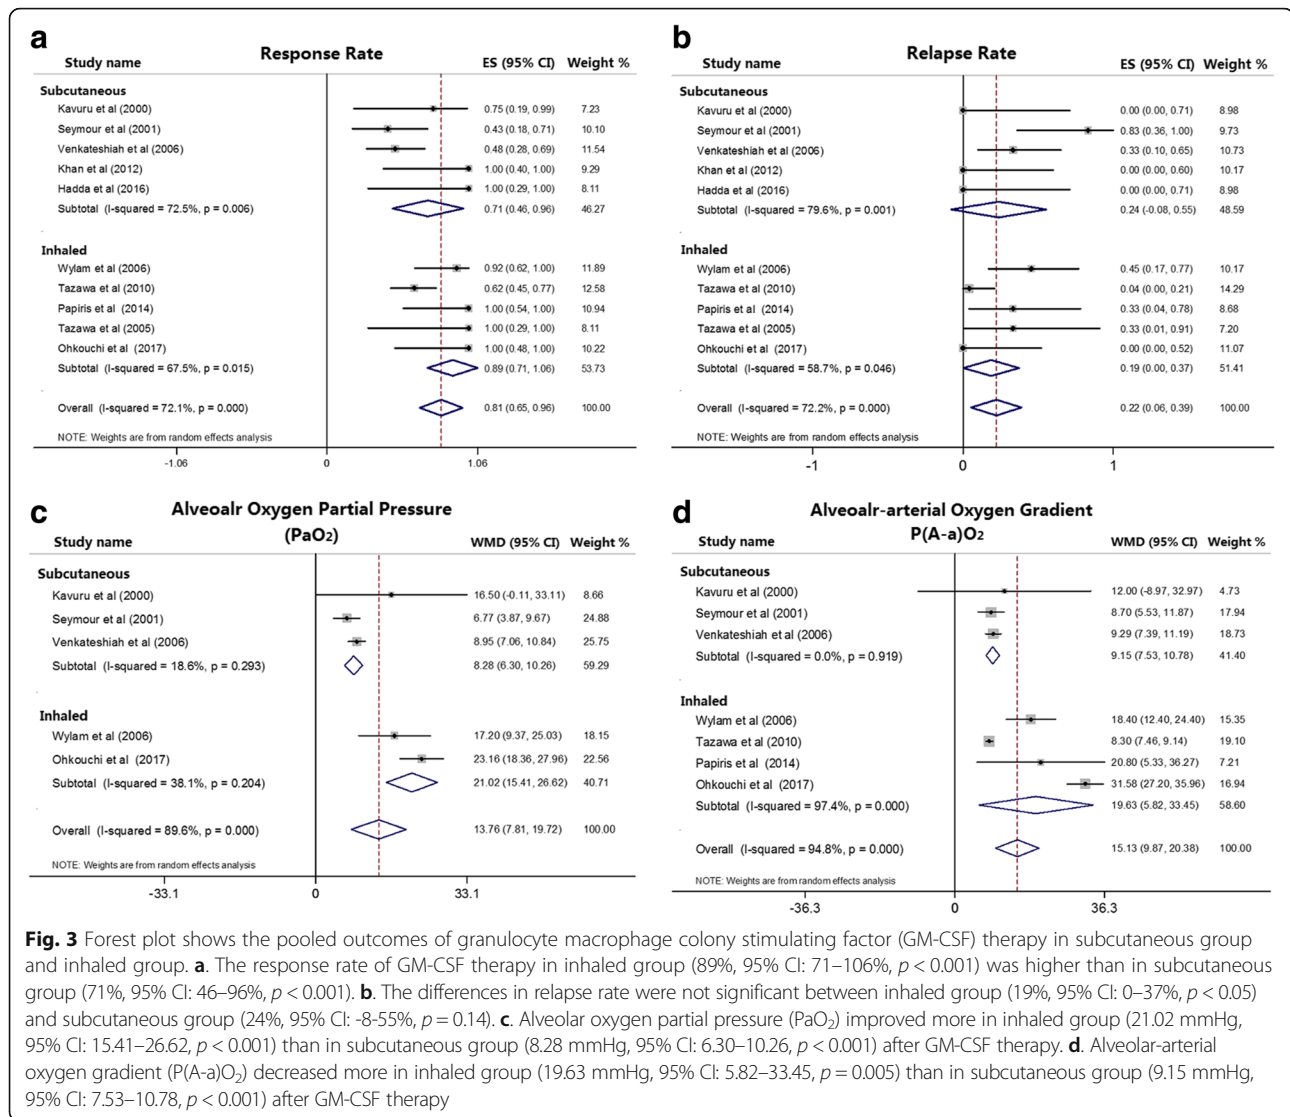 a
Response Rate
Study name ES (95% CI) Weight %
Subcutaneous
Kavuru et al (2000) 0.75 (0.19, 0.99) 7.23
Seymour et al (2001) 0.43 (0.18, 0.71) 10.10
Venkateshiah et al (2006) 0.48 (0.28, 0.69) 11.54
Khan et al (2012) 1.00 (0.40, 1.00) 9.29
Hadda et al (2016) 1.00 (0.29, 1.00) 8.11
Subtotal (I-squared = 72.5%, p = 0.006) 0.71 (0.46, 0.96) 46.27
Inhaled
Wylam et al (2006) 0.92 (0.62, 1.00) 11.89
Tazawa et al (2010) 0.62 (0.45, 0.77) 12.58
Papiris et al (2014) 1.00 (0.54, 1.00) 10.94
Tazawa et al (2005) 1.00 (0.29, 1.00) 8.11
Ohkouchi et al (2017) 1.00 (0.48, 1.00) 10.22
Subtotal (I-squared = 67.5%, p = 0.015) 0.89 (0.71, 1.06) 53.73
Overall (I-squared = 72.1%, p = 0.000) 0.81 (0.65, 0.96) 100.00
NOTE: Weights are from random effects analysis
-1.06 0 1.06
b
Relapse Rate
Study name ES (95% CI) Weight %
Subcutaneous
Kavuru et al (2000) 0.00 (0.00, 0.71) 8.98
Seymour et al (2001) 0.83 (0.36, 1.00) 9.73
Venkateshiah et al (2006) 0.33 (0.10, 0.65) 10.73
Khan et al (2012) 0.00 (0.00, 0.60) 10.17
Hadda et al (2016) 0.00 (0.00, 0.71) 8.98
Subtotal (I-squared = 79.6%, p = 0.001) 0.24 (-0.08, 0.55) 48.59
Inhaled
Wylam et al (2006) 0.45 (0.17, 0.77) 10.17
Tazawa et al (2010) 0.04 (0.00, 0.21) 14.29
Papiris et al (2014) 0.33 (0.04, 0.78) 8.68
Tazawa et al (2005) 0.33 (0.01, 0.91) 7.20
Ohkouchi et al (2017) 0.00 (0.00, 0.52) 11.07
Subtotal (I-squared = 58.7%, p = 0.046) 0.19 (0.00, 0.37) 51.41
Overall (I-squared = 72.2%, p = 0.000) 0.22 (0.06, 0.39) 100.00
NOTE: Weights are from random effects analysis
-1 0 1
c
Alveoalr Oxygen Partial Pressure
(PaO2)
Study name WMD (95% CI) Weight %
Subcutaneous
Kavuru et al (2000) 16.50 (-0.11, 33.11) 8.66
Seymour et al (2001) 6.77 (3.87, 9.67) 24.88
Venkateshiah et al (2006) 8.95 (7.06, 10.84) 25.75
Subtotal (I-squared = 18.6%, p = 0.293) 8.28 (6.30, 10.26) 59.29
Inhaled
Wylam et al (2006) 17.20 (9.37, 25.03) 18.15
Ohkouchi et al (2017) 23.16 (18.36, 27.96) 22.56
Subtotal (I-squared = 38.1%, p = 0.204) 21.02 (15.41, 26.62) 40.71
Overall (I-squared = 89.6%, p = 0.000) 13.76 (7.81, 19.72) 100.00
NOTE: Weights are from random effects analysis
-33.1 0 33.1
d
Alveoalr-arterial Oxygen Gradient
P(A-a)O2
Study name WMD (95% CI) Weight %
Subcutaneous
Kavuru et al (2000) 12.00 (-8.97, 32.97) 4.73
Seymour et al (2001) 8.70 (5.53, 11.87) 17.94
Venkateshiah et al (2006) 9.29 (7.39, 11.19) 18.73
Subtotal (I-squared = 0.0%, p = 0.919) 9.15 (7.53, 10.78) 41.40
Inhaled
Wylam et al (2006) 18.40 (12.40, 24.40) 15.35
Tazawa et al (2010) 8.30 (7.46, 9.14) 19.10
Papiris et al (2014) 20.80 (5.33, 36.27) 7.21
Ohkouchi et al (2017) 31.58 (27.20, 35.96) 16.94
Subtotal (I-squared = 97.4%, p = 0.000) 19.63 (5.82, 33.45) 58.60
Overall (I-squared = 94.8%, p = 0.000) 15.13 (9.87, 20.38) 100.00
NOTE: Weights are from random effects analysis
-36.3 0 36.3
Fig. 3 Forest plot shows the pooled outcomes of granulocyte macrophage colony stimulating factor (GM-CSF) therapy in subcutaneous group
and inhaled group. a. The response rate of GM-CSF therapy in inhaled group (89%, 95% CI: 71–106%, p < 0.001) was higher than in subcutaneous
group (71%, 95% CI: 46–96%, p < 0.001). b. The differences in relapse rate were not significant between inhaled group (19%, 95% CI: 0–37%, p < 0.05)
and subcutaneous group (24%, 95% CI: -8-55%, p = 0.14). c. Alveolar oxygen partial pressure (PaO2) improved more in inhaled group (21.02 mmHg,
95% CI: 15.41–26.62, p < 0.001) than in subcutaneous group (8.28 mmHg, 95% CI: 6.30–10.26, p < 0.001) after GM-CSF therapy. d. Alveolar-arterial
oxygen gradient (P(A-a)O2) decreased more in inhaled group (19.63 mmHg, 95% CI: 5.82–33.45, p = 0.005) than in subcutaneous group (9.15 mmHg,
95% CI: 7.53–10.78, p < 0.001) after GM-CSF therapy